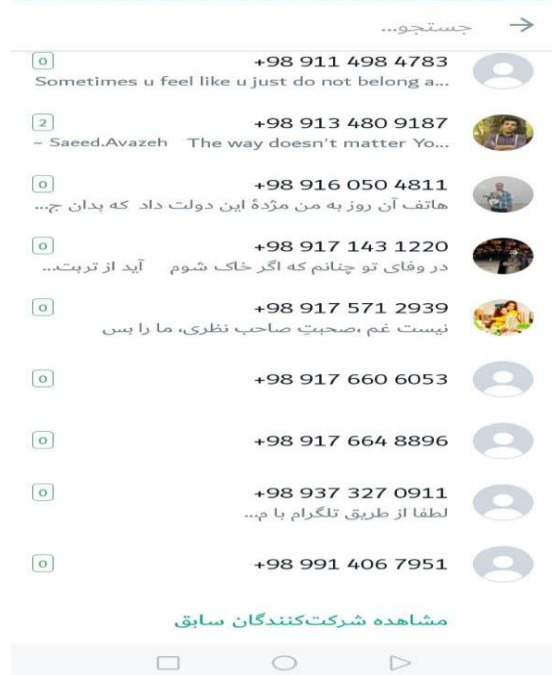 جستجو...
+98 911 498 4783
0
Sometimes u feel like u just do not belong a...
+98 913 480 9187
2
~ Saeed.Avazeh The way doesn't matter Yo...
+98 916 050 4811
0
هاتف آن روز به من مژدهٔ این دولت داد که بدان ج...
+98 917 143 1220
0
در وفای تو چنانم که اگر خاک شوم آید از تربت...
+98 917 571 2939
0
نیست غم ،صحبتِ صاحب نظری، ما را بس
+98 917 660 6053
0
+98 917 664 8896
0
+98 937 327 0911
0
لطفا از طریق تلگرام با م...
+98 991 406 7951
0
مشاهده شرکت‌کنندگان سابق